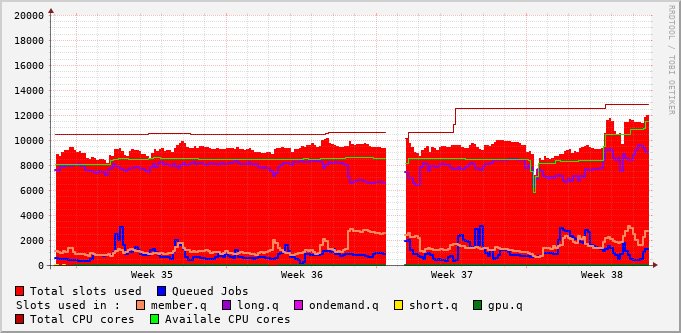 20000
18000
16000
14000
12000
10000
8000
6000
4000
2000
0
Week 35 Week 36 Week 37 Week 38
RRDTOOL / TOBI OETIKER
Total slots used Queued Jobs
Slots used in : member.q long.q ondemand.q short.q gpu.q
Total CPU cores Availale CPU cores